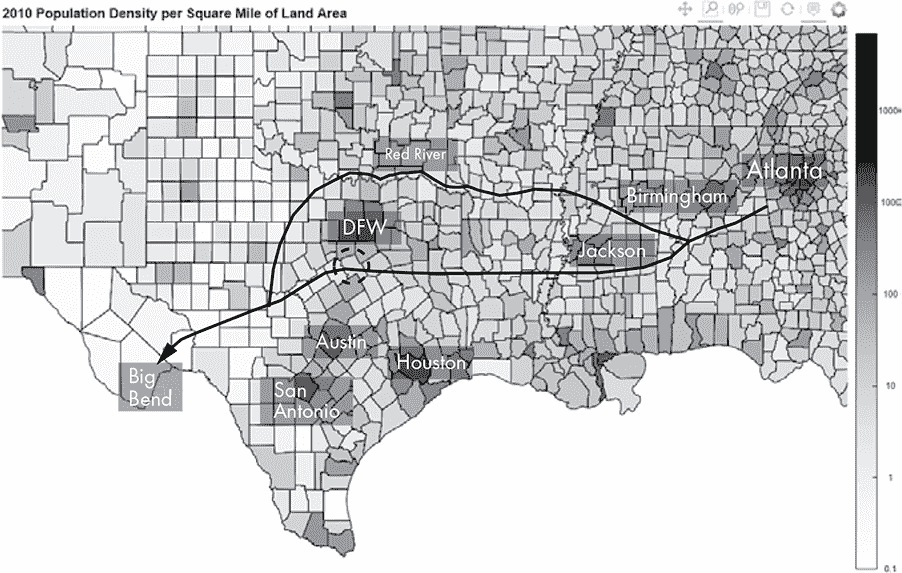 2010 Population Density per Square Mile of Land Area
Red River
Atlanta
Birmingham
DFW
Jackson
Austin
Houston
Big
Bend
San
Antonio
100
10
1
0.1